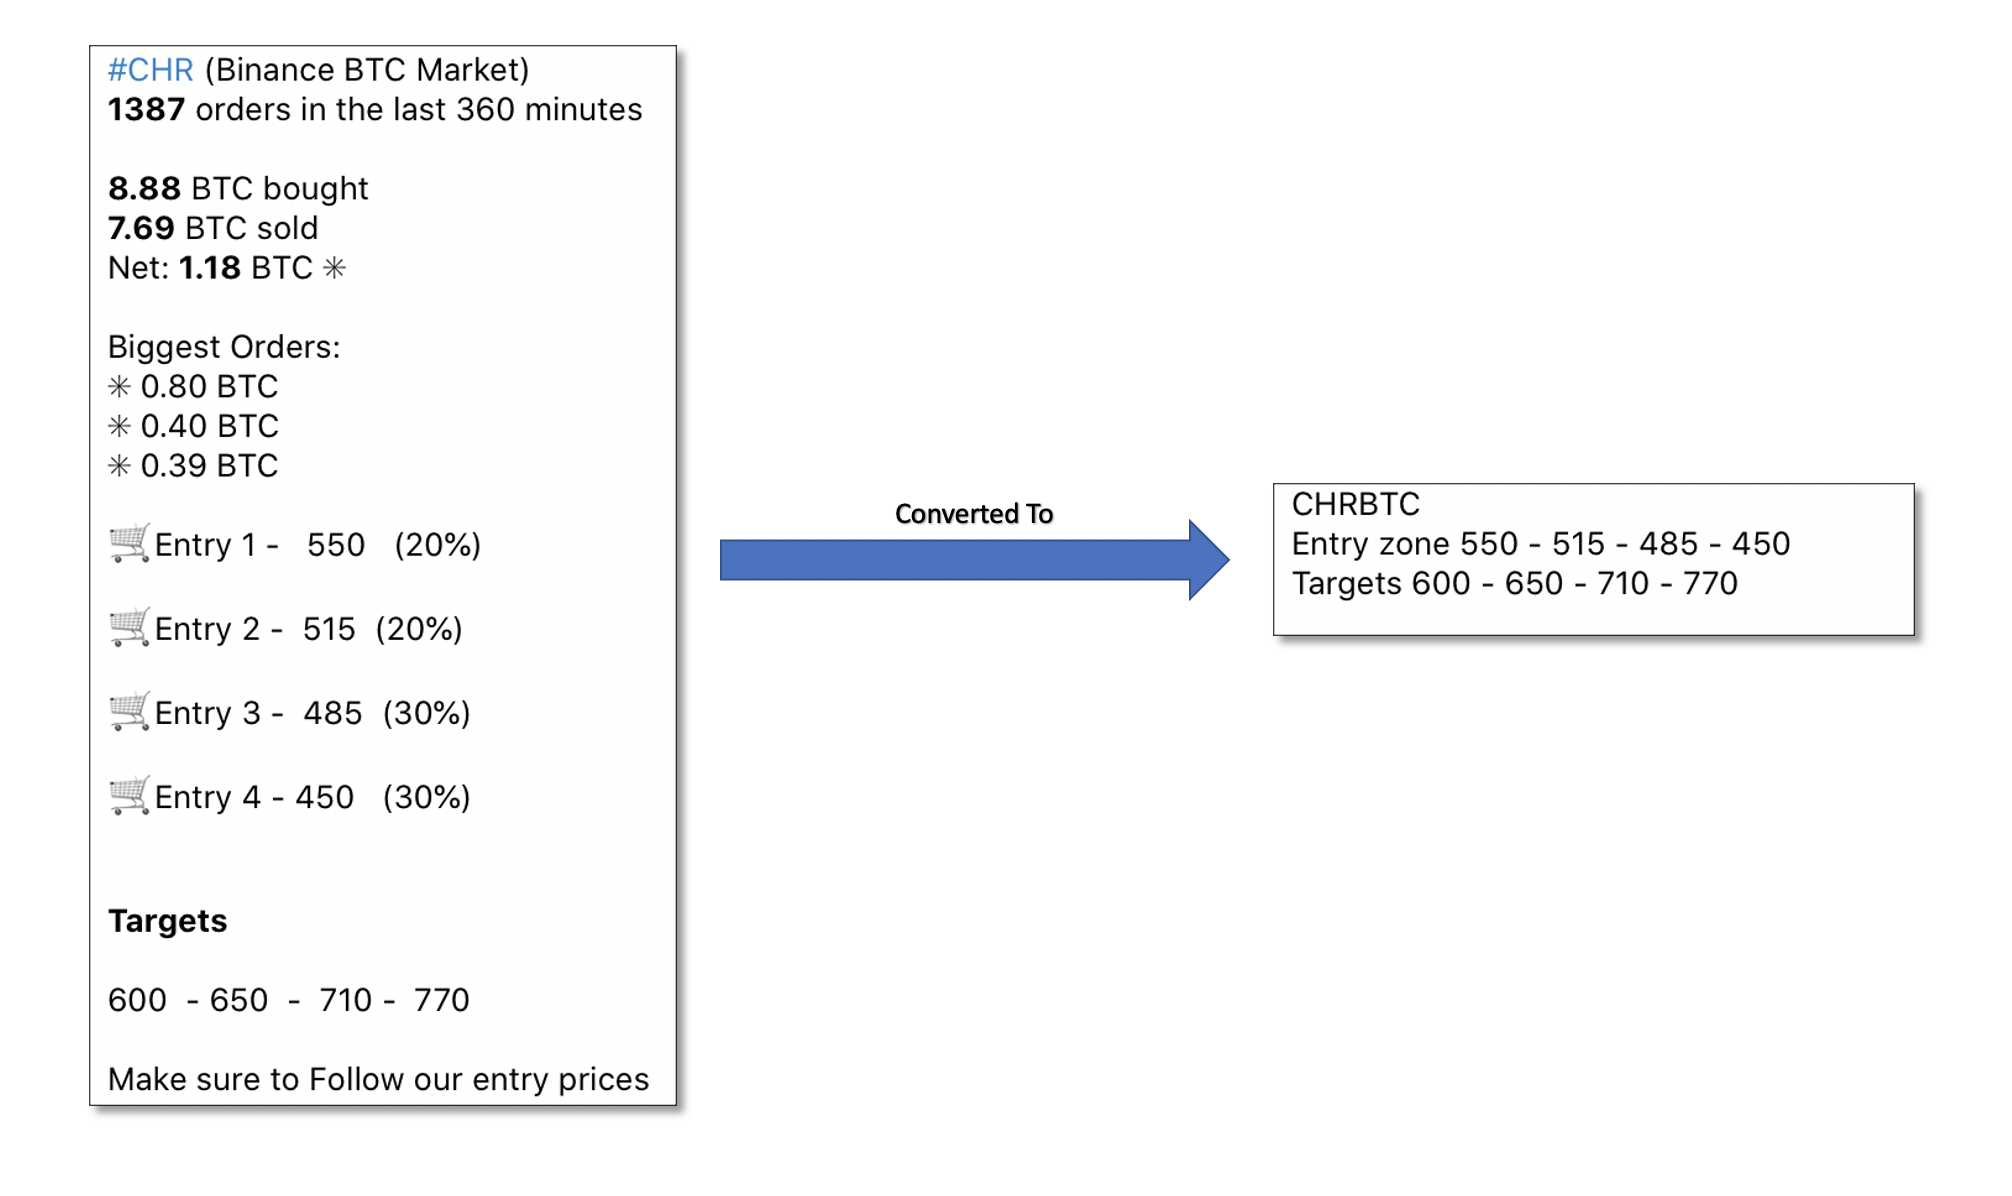 #CHR (Binance BTC Market)
1387 orders in the last 360 minutes
8.88 BTC bought
7.69 BTC sold
Net: 1.18 BTC ✳
Biggest Orders:
✳ 0.80 BTC
✳ 0.40 BTC
✳ 0.39 BTC
🛒Entry 1 - 550 (20%)
🛒Entry 2 - 515 (20%)
🛒Entry 3 - 485 (30%)
🛒Entry 4 - 450 (30%)
Targets
600 - 650 - 710 - 770
Make sure to Follow our entry prices
Converted To
CHRBTC
Entry zone 550 - 515 - 485 - 450
Targets 600 - 650 - 710 - 770